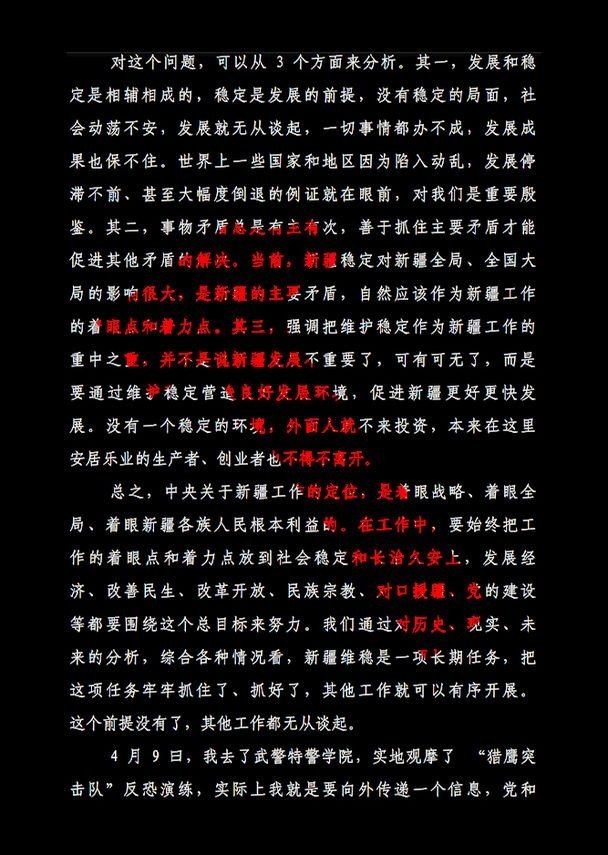 对这个问题，可以从 3 个方面来分析。其一，发展和稳
定是相辅相成的，稳定是发展的前提，没有稳定的局面，社
会动荡不安，发展就无从谈起，一切事情都办不成，发展成
果也保不住。世界上一些国家和地区因为陷入动乱，发展停
滞不前、甚至大幅度倒退的例证就在眼前，对我们是重要殷
鉴。其二，事物矛盾总是有主有次，善于抓住主要矛盾才能
促进其他矛盾的解决。当前，新疆稳定对新疆全局、全国大
局的影响很大，是新疆的主要矛盾，自然应该作为新疆工作
的着眼点和着力点。其三，强调把维护稳定作为新疆工作的
重中之重，并不是说新疆发展不重要了，可有可无了，而是
要通过维护稳定营造良好发展环境，促进新疆更好更快发
展。没有一个稳定的环境，外面人就不来投资，本来在这里
安居乐业的生产者、创业者也不得不离开。
总之，中央关于新疆工作的定位，是着眼战略、着眼全
局、着眼新疆各族人民根本利益的。在工作中，要始终把工
作的着眼点和着力点放到社会稳定和长治久安上，发展经
济、改善民生、改革开放、民族宗教、对口援疆、党的建设
等都要围绕这个总目标来努力。我们通过对历史、现实、未
来的分析，综合各种情况看，新疆维稳是一项长期任务，把
这项任务牢牢抓住了、抓好了，其他工作就可以有序开展。
这个前提没有了，其他工作都无从谈起。
4 月 9 日，我去了武警特警学院，实地观摩了 “猎鹰突
击队”反恐演练，实际上我就是要向外传递一个信息，党和